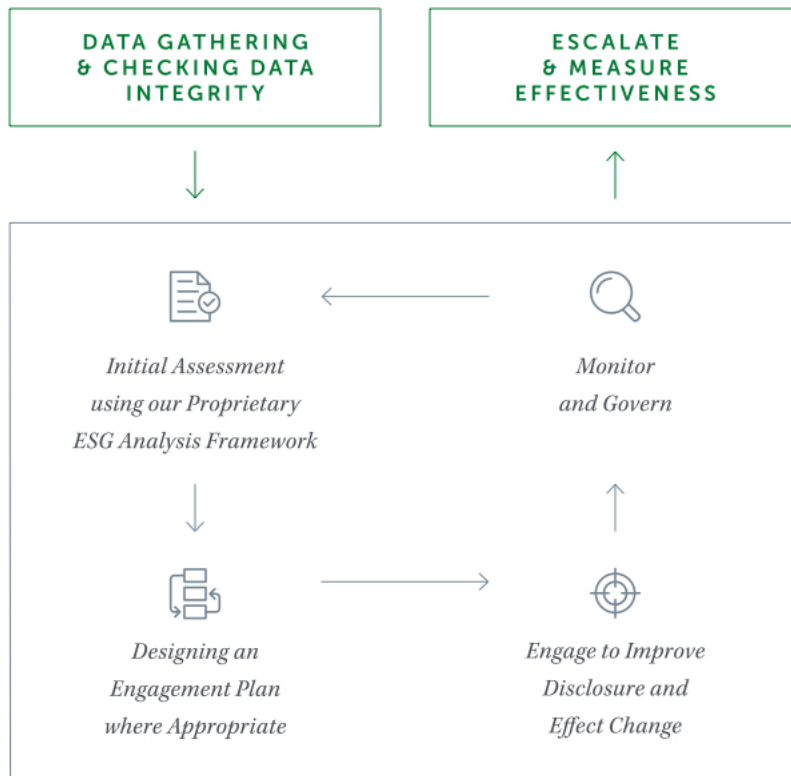 DATA GATHERING
& CHECKING DATA
INTEGRITY
ESCALATE
& MEASURE
EFFECTIVENESS
Initial Assessment
using our Proprietary
ESG Analysis Framework
Monitor
and Govern
Designing an
Engagement Plan
where Appropriate
Engage to Improve
Disclosure and
Effect Change